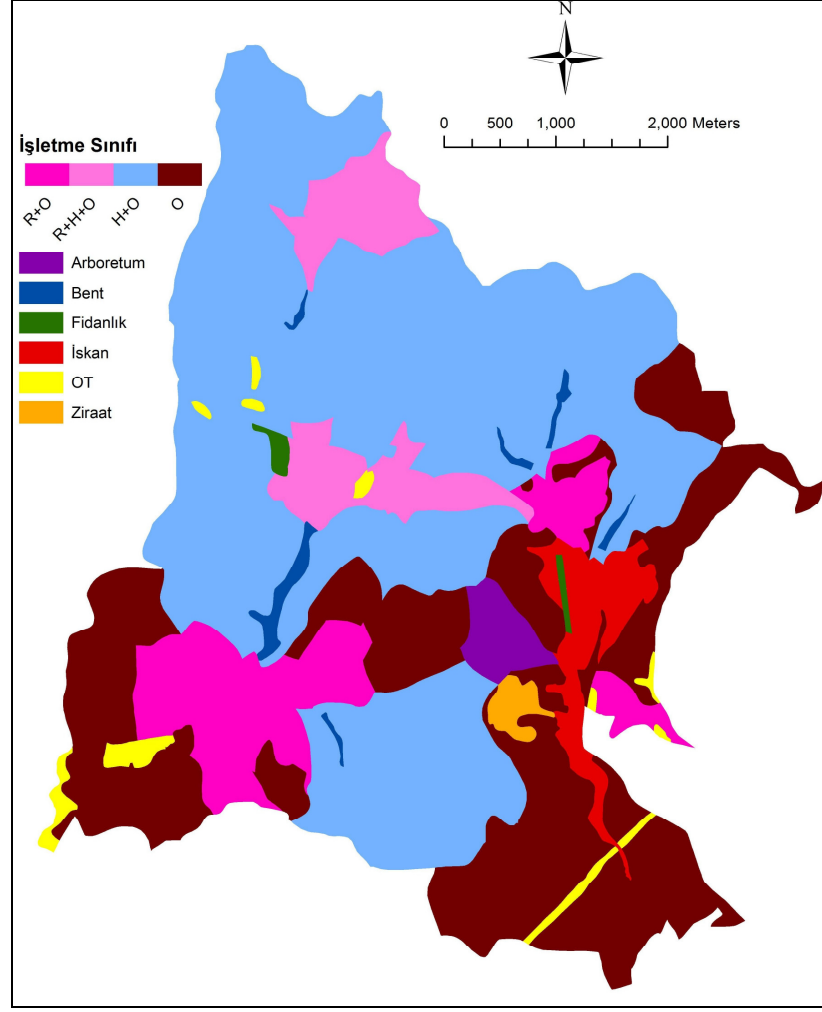 N
0 500 1,000 2,000 Meters
İşletme Sınıfı
R+O R+H+O H+O O
Arboretum
Bent
Fidanlık
İskan
OT
Ziraat